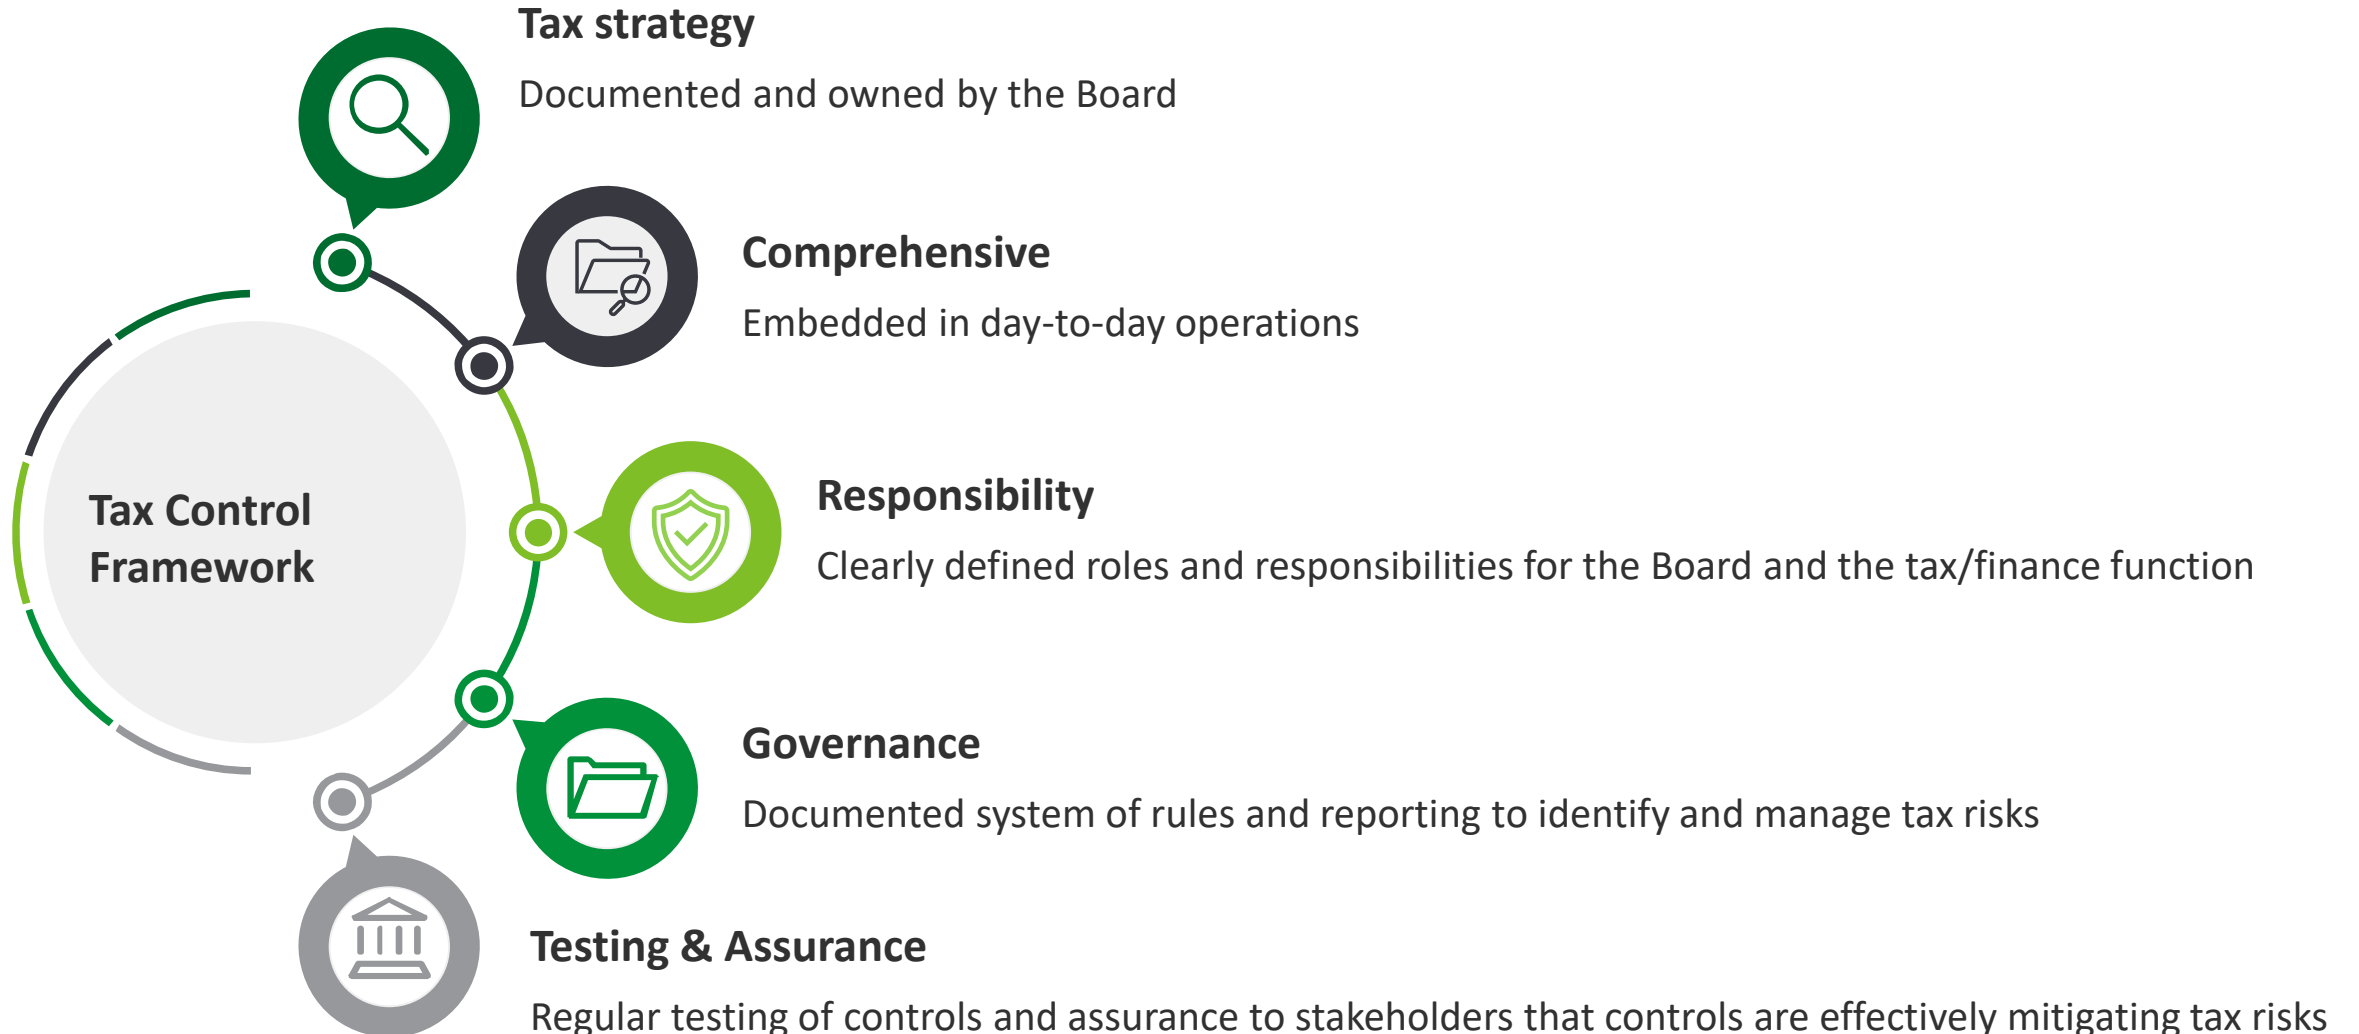 Tax strategy
Documented and owned by the Board
Comprehensive
Embedded in day-to-day operations
Tax Control
Framework
Responsibility
Clearly defined roles and responsibilities for the Board and the tax/finance function
Governance
Documented system of rules and reporting to identify and manage tax risks
Testing & Assurance
Regular testing of controls and assurance to stakeholders that controls are effectively mitigating tax risks